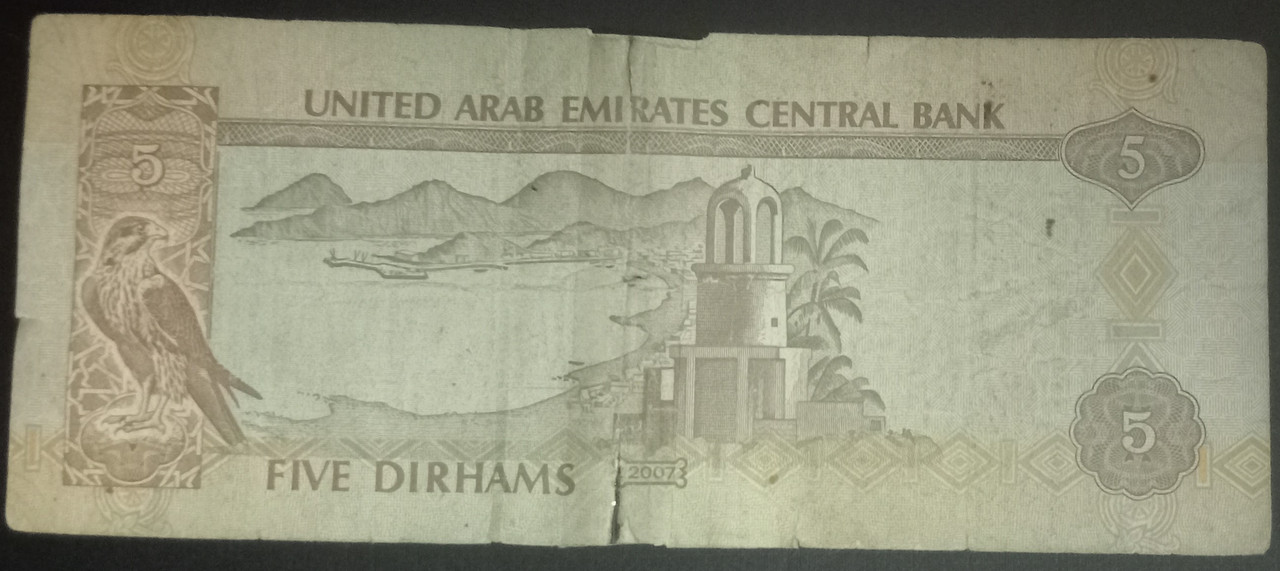 UNITED ARAB EMIRATES CENTRAL BANK
5
5
FIVE DIRHAMS
2007
5